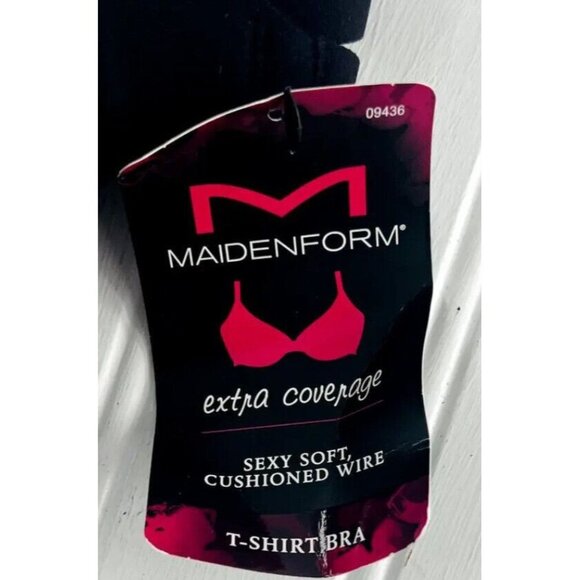 09436
MAIDENFORM®
extra coverage
SEXY SOFT,
CUSHIONED WIRE
T-SHIRT BRA